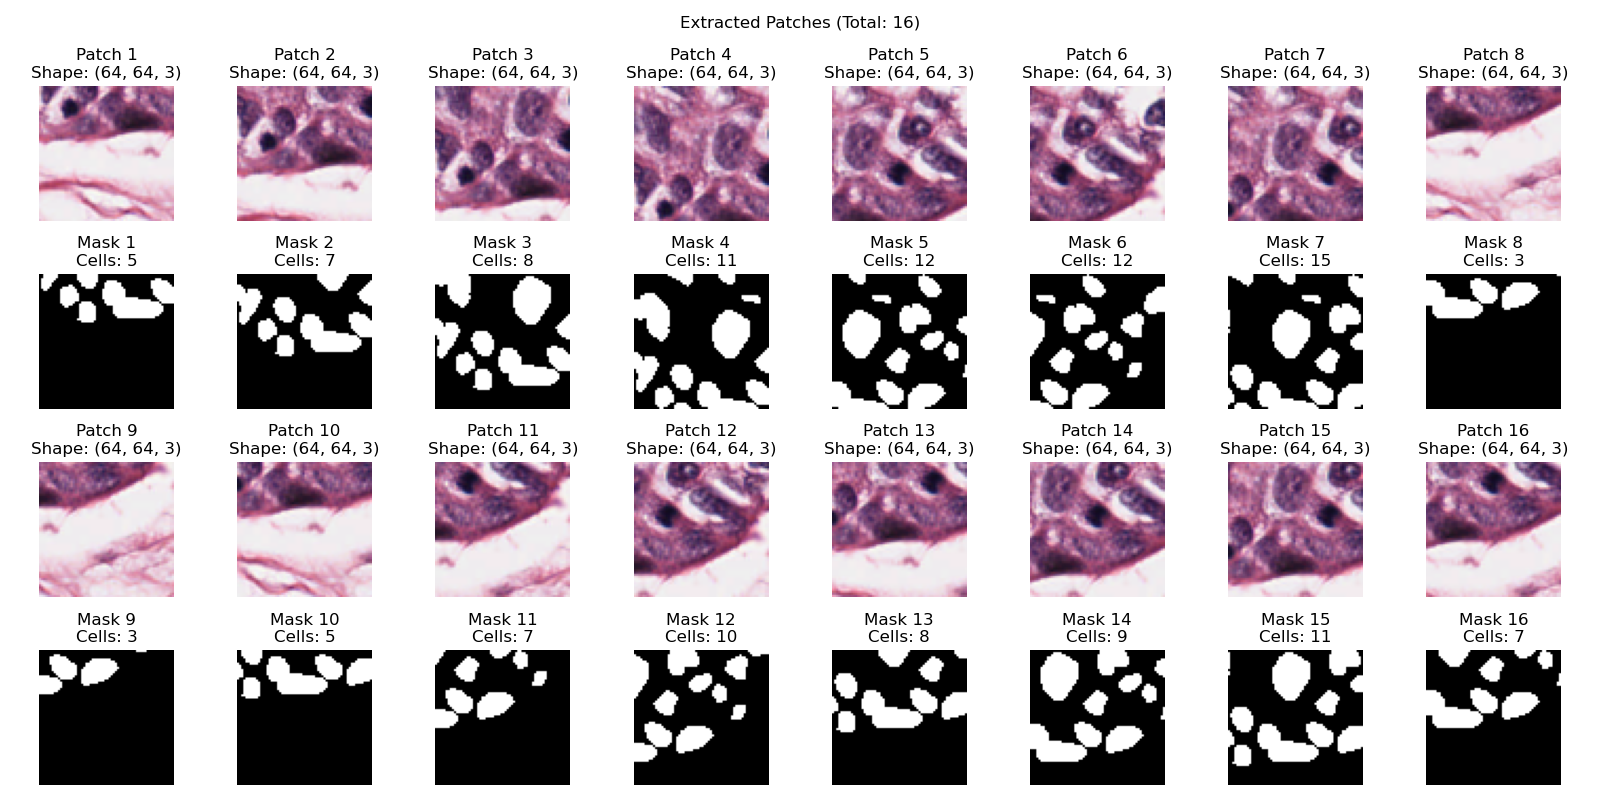 Extracted Patches (Total: 16)
Patch 1
Shape: (64, 64, 3)
Patch 2
Shape: (64, 64, 3)
Patch 3
Shape: (64, 64, 3)
Patch 4
Shape: (64, 64, 3)
Patch 5
Shape: (64, 64, 3)
Patch 6
Shape: (64, 64, 3)
Patch 7
Shape: (64, 64, 3)
Patch 8
Shape: (64, 64, 3)
Mask 1
Cells: 5
Mask 2
Cells: 7
Mask 3
Cells: 8
Mask 4
Cells: 11
Mask 5
Cells: 12
Mask 6
Cells: 12
Mask 7
Cells: 15
Mask 8
Cells: 3
Patch 9
Shape: (64, 64, 3)
Patch 10
Shape: (64, 64, 3)
Patch 11
Shape: (64, 64, 3)
Patch 12
Shape: (64, 64, 3)
Patch 13
Shape: (64, 64, 3)
Patch 14
Shape: (64, 64, 3)
Patch 15
Shape: (64, 64, 3)
Patch 16
Shape: (64, 64, 3)
Mask 9
Cells: 3
Mask 10
Cells: 5
Mask 11
Cells: 7
Mask 12
Cells: 10
Mask 13
Cells: 8
Mask 14
Cells: 9
Mask 15
Cells: 11
Mask 16
Cells: 7